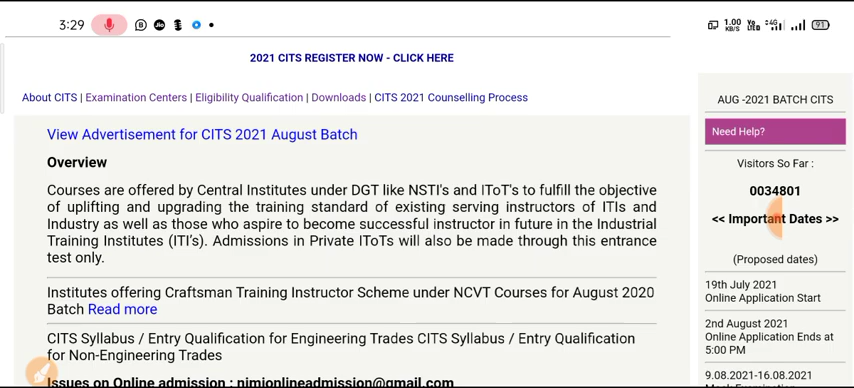 3:29
1.00 KB/S 4G 91
2021 CITS REGISTER NOW - CLICK HERE
About CITS | Examination Centers | Eligibility Qualification | Downloads | CITS 2021 Counselling Process
View Advertisement for CITS 2021 August Batch
Overview
Courses are offered by Central Institutes under DGT like NSTI's and IToT's to fulfill the objective
of uplifting and upgrading the training standard of existing serving instructors of ITIs and
Industry as well as those who aspire to become successful instructor in future in the Industrial
Training Institutes (ITI's). Admissions in Private IToTs will also be made through this entrance
test only.
Institutes offering Craftsman Training Instructor Scheme under NCVT Courses for August 2020
Batch Read more
CITS Syllabus / Entry Qualification for Engineering Trades CITS Syllabus / Entry Qualification
for Non-Engineering Trades
Issues on Online admission : nimionlineadmission@gmail.com
AUG -2021 BATCH CITS
Need Help?
Visitors So Far :
0034801
<< Important Dates >>
(Proposed dates)
19th July 2021
Online Application Start
2nd August 2021
Online Application Ends at
5:00 PM
9.08.2021-16.08.2021